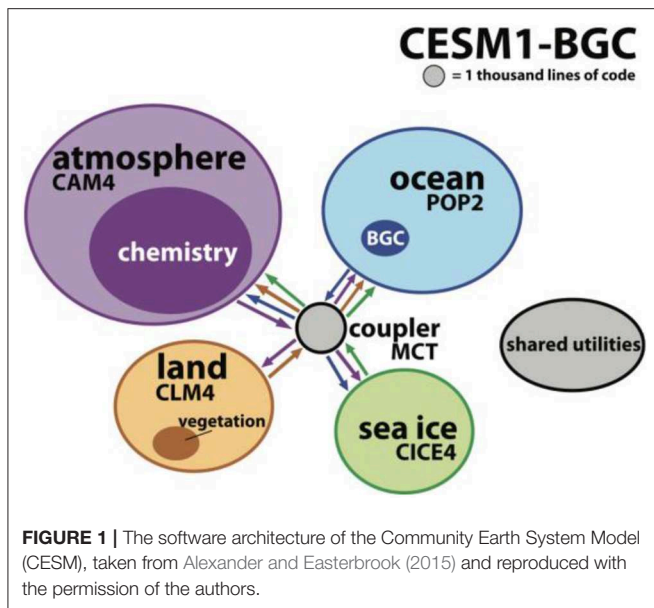 CESM1-BGC
= 1 thousand lines of code
atmosphere
CAM4
chemistry
ocean
POP2
BGC
coupler
MCT
shared utilities
land
CLM4
vegetation
sea ice
CICE4
FIGURE 1 | The software architecture of the Community Earth System Model
(CESM), taken from Alexander and Easterbrook (2015) and reproduced with
the permission of the authors.